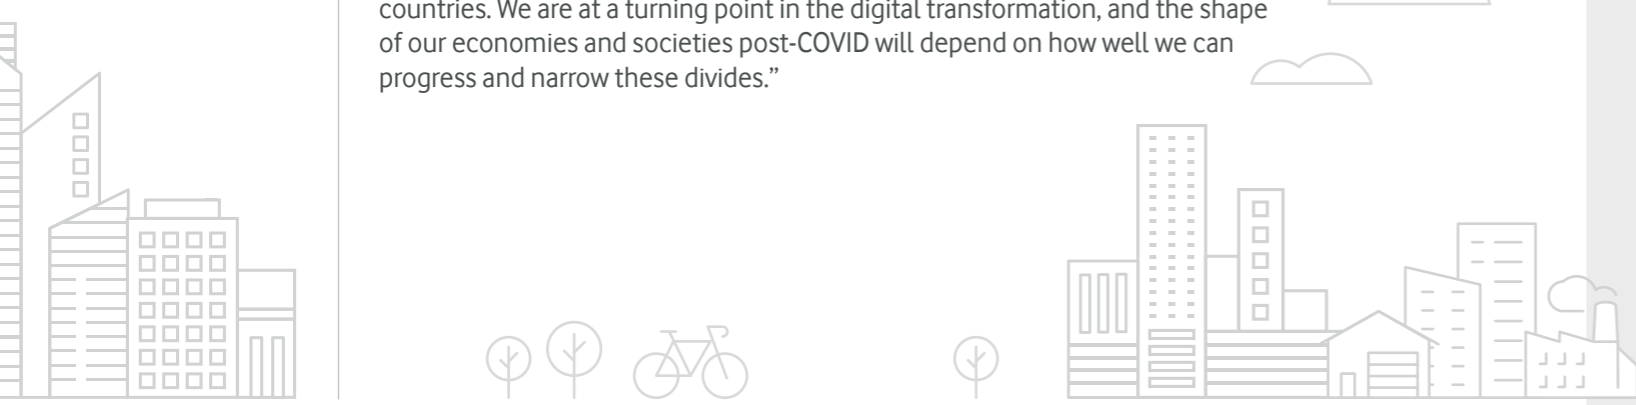 countries. We are at a turning point in the digital transformation, and the shape
of our economies and societies post-COVID will depend on how well we can
progress and narrow these divides.”